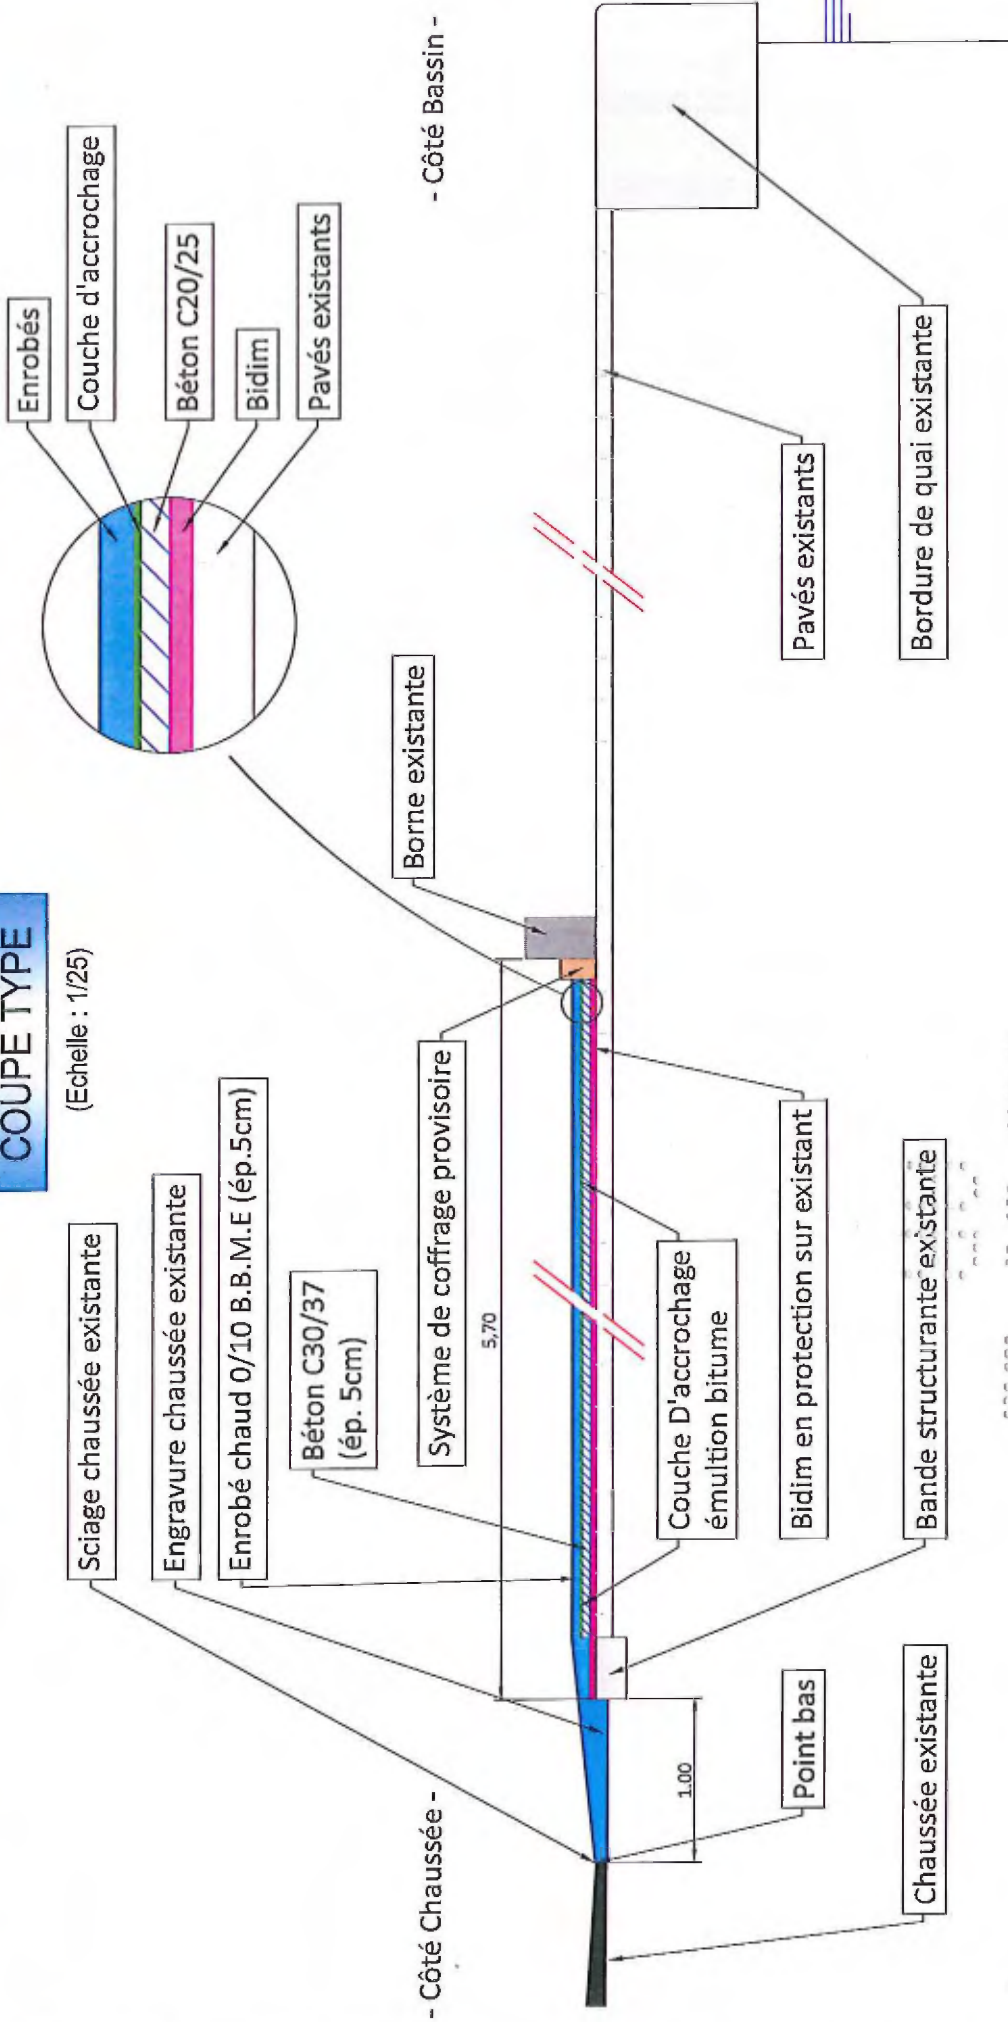 COUPE TYPE
(Echelle : 1/25)
Enrobés
Couche d'accrochage
Béton C20/25
Bidim
Pavés existants
Sciage chaussée existante
Engravure chaussée existante
Enrobé chaud 0/10 B.B.M.E (ép.5cm)
Béton C30/37
(ép. 5cm)
Système de coffrage provisoire
Borne existante
- Côté Chaussée -
- Côté Bassin -
5,70
1.00
Couche D'accrochage
émultion bitume
Bidim en protection sur existant
Bande structurante existante
Point bas
Chaussée existante
Pavés existants
Bordure de quai existante